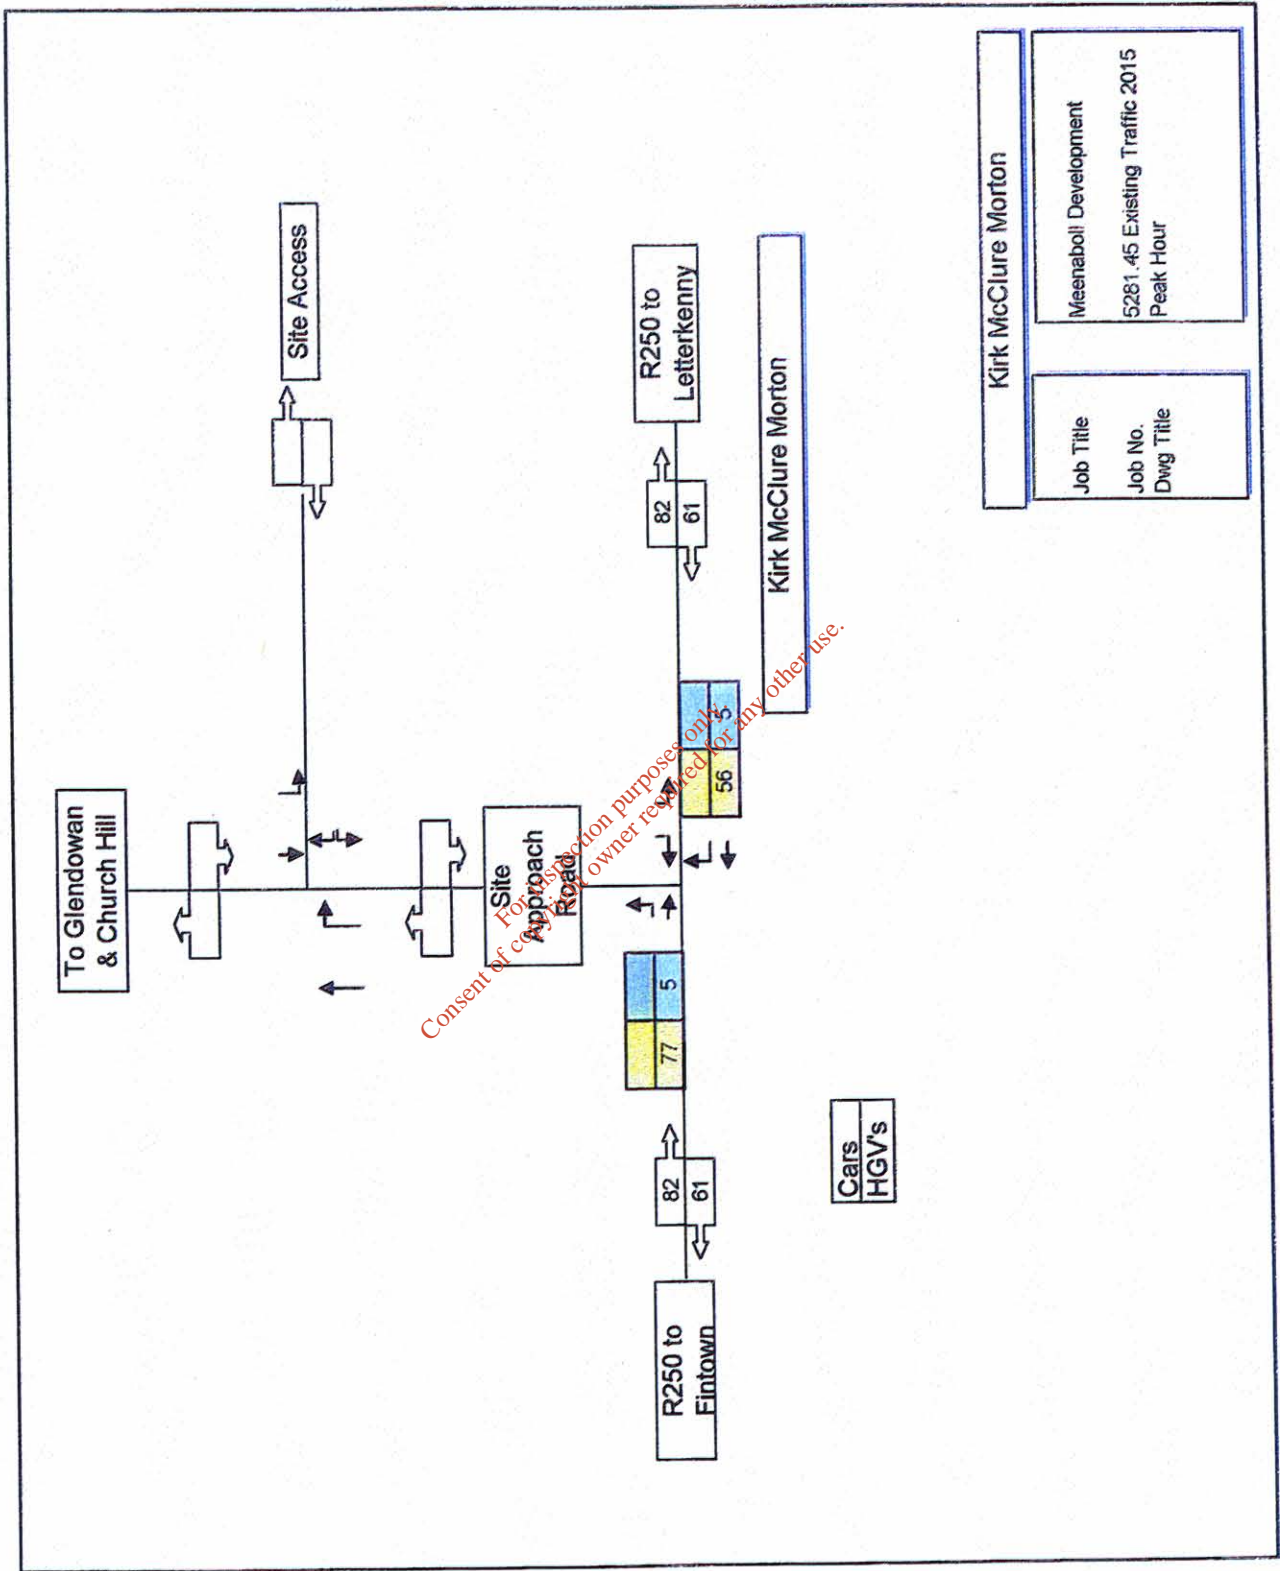 To Glendowan
& Church Hill
Site Access
Site
Approach
Road
R250 to
Letterkenny
82
61
Kirk McClure Morton
56
5
77
5
82
61
R250 to
Fintown
Cars
HGV's
Kirk McClure Morton
Job Title
Meenaboll Development
Job No.
5281.45 Existing Traffic 2015
Dwg Title
Peak Hour
For inspection purposes only.
Consent of copyright owner required for any other use.